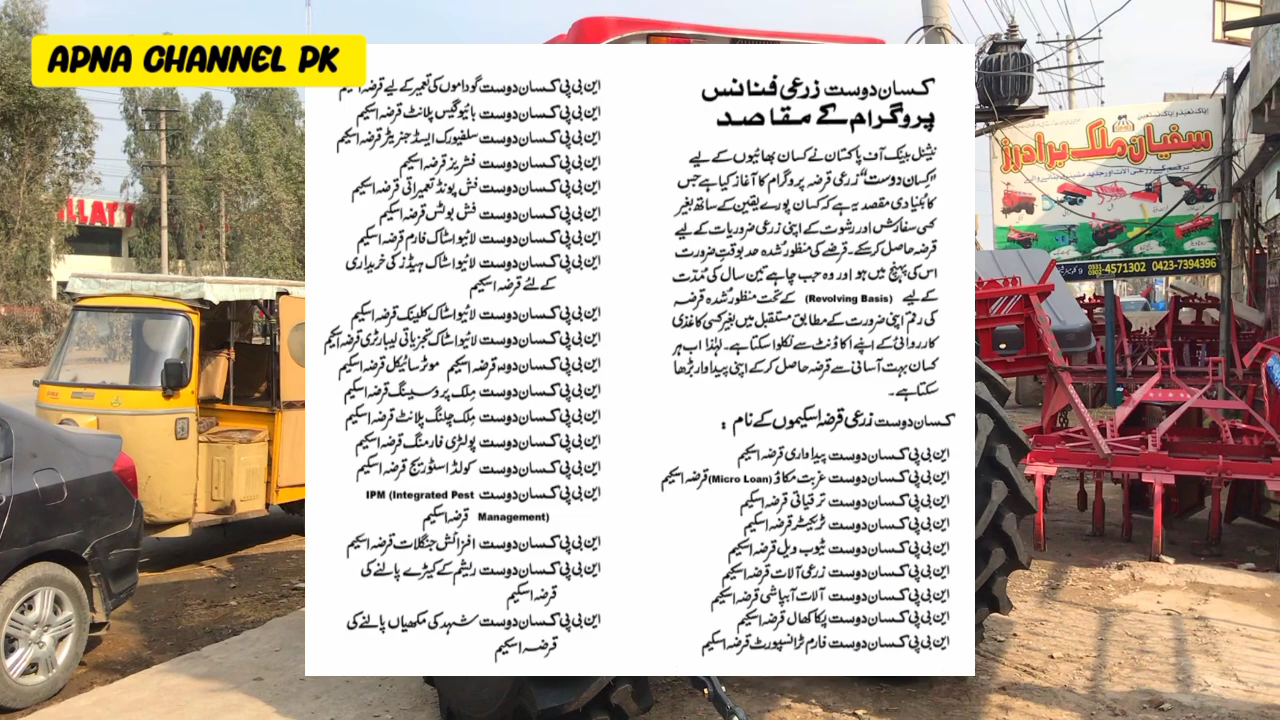 APNA CHANNEL PK
کسان دوست زرعی فنانس
پروگرام کے مقاصد
نیشنل بینک آف پاکستان نے کسان بھائیوں کے لیے
"کسان دوست" زرعی قرضہ پروگرام کا آغاز کیا ہے جس
کا بنیادی مقصد یہ ہے کہ کسان پورے یقین کے ساتھ بغیر
کسی سفارش اور رشوت کے اپنی زرعی ضروریات کے لیے
قرضہ حاصل کرسکے۔ قرضے کی منظور شدہ حد بوقتِ ضرورت
اس کی پہنچ میں ہو اور وہ جب چاہے تین سال کی مُدّت
کے لیے (Revolving Basis) کے تحت منظور شدہ قرضہ
کی رقم اپنی ضرورت کے مطابق مستقبل میں بغیر کسی کاغذی
کارروائی کے اپنے اکاؤنٹ سے نکلوا سکتا ہے۔ لہٰذا اب ہر
کسان بہت آسانی سے قرضہ حاصل کرکے اپنی پیداوار بڑھا
سکتا ہے۔
کسان دوست زرعی قرضہ اسکیموں کے نام :
این بی پی کسان دوست پیداواری قرضہ اسکیم
این بی پی کسان دوست غربت مکاؤ (Micro Loan) قرضہ اسکیم
این بی پی کسان دوست ترقیاتی قرضہ اسکیم
این بی پی کسان دوست ٹریکٹر قرضہ اسکیم
این بی پی کسان دوست ٹیوب ویل قرضہ اسکیم
این بی پی کسان دوست زرعی آلات قرضہ اسکیم
این بی پی کسان دوست آلات آبپاشی قرضہ اسکیم
این بی پی کسان دوست پکا کھال قرضہ اسکیم
این بی پی کسان دوست فارم ٹرانسپورٹ قرضہ اسکیم
این بی پی کسان دوست گوداموں کی تعمیر کے لیے قرضہ اسکیم
این بی پی کسان دوست بائیو گیس پلانٹ قرضہ اسکیم
این بی پی کسان دوست سلفیورک ایسڈ جنریٹر قرضہ اسکیم
این بی پی کسان دوست فشریز قرضہ اسکیم
این بی پی کسان دوست فش پونڈ تعمیراتی قرضہ اسکیم
این بی پی کسان دوست فش بوٹس قرضہ اسکیم
این بی پی کسان دوست لائیو اسٹاک فارم قرضہ اسکیم
این بی پی کسان دوست لائیو اسٹاک ہیڈز کی خریداری
کے لئے قرضہ اسکیم
این بی پی کسان دوست لائیو اسٹاک کلینک قرضہ اسکیم
این بی پی کسان دوست لائیو اسٹاک تجزیاتی لیبارٹری قرضہ اسکیم
این بی پی کسان دوست قرضہ اسکیم موٹر سائیکل قرضہ اسکیم
این بی پی کسان دوست مِلک پروسیسنگ قرضہ اسکیم
این بی پی کسان دوست مِلک چلنگ پلانٹ قرضہ اسکیم
این بی پی کسان دوست پولٹری فارمنگ قرضہ اسکیم
این بی پی کسان دوست کولڈ اسٹوریج قرضہ اسکیم
این بی پی کسان دوست IPM (Integrated Pest
Management) قرضہ اسکیم
این بی پی کسان دوست افزائش جنگلات قرضہ اسکیم
این بی پی کسان دوست ریشم کے کیڑے پالنے کی
قرضہ اسکیم
این بی پی کسان دوست شہد کی مکھیاں پالنے کی
قرضہ اسکیم
سفیان ملک برادرز
4571302 0423-7394396